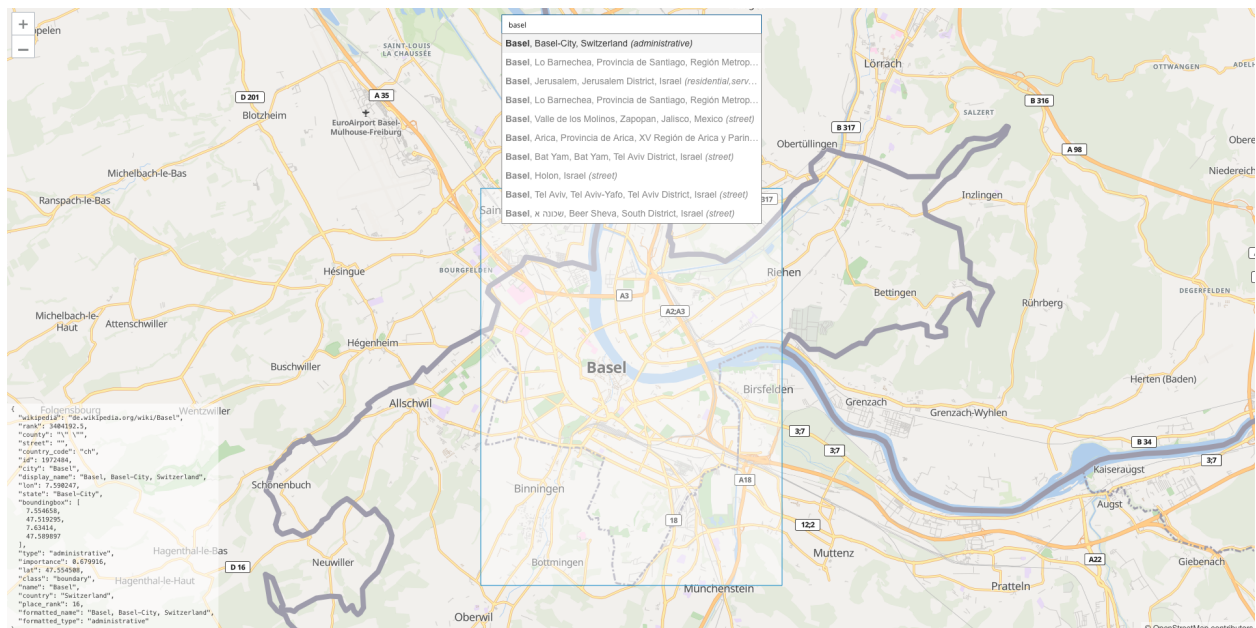 +
−
basel
Basel, Basel-City, Switzerland (administrative)
Basel, Lo Barnechea, Provincia de Santiago, Región Metrop...
Basel, Jerusalem, Jerusalem District, Israel (residential,serv...
Basel, Lo Barnechea, Provincia de Santiago, Región Metrop...
Basel, Valle de los Molinos, Zapopan, Jalisco, Mexico (street)
Basel, Arica, Provincia de Arica, XV Región de Arica y Parin...
Basel, Bat Yam, Bat Yam, Tel Aviv District, Israel (street)
Basel, Holon, Israel (street)
Basel, Tel Aviv, Tel Aviv-Yafo, Tel Aviv District, Israel (street)
Basel, שכונה א, Beer Sheva, South District, Israel (street)
SAINT-LOUIS
LA CHAUSSÉE
Lörrach
OTTWANGEN
D 201
A 35
B 316
Blotzheim
EuroAirport Basel-
Mulhouse-Freiburg
SALZERT
B 317
Obertüllingen
A 98
Michelbach-le-Bas
Inzlingen
Ranspach-le-Bas
317
BOURGFELDEN
Hésingue
Riehen
Bettingen
Rührberg
DEGERFELDEN
A3
A2;A3
Michelbach-le-
Haut
Attenschwiller
Hégenheim
Buschwiller
Basel
Birsfelden
Herten (Baden)
Folgensbourg
Wentzwiller
Allschwil
Grenzach
Grenzach-Wyhlen
3;7
B 34
3;7
3;7
Kaiseraugst
Schönenbuch
Binningen
A18
Augst
18
12;2
Hagenthal-le-Bas
D 16
Neuwiller
Bottmingen
Muttenz
A22
Giebenach
Hagenthal-le-Haut
Münchenstein
Pratteln
Oberwil
{
"wikipedia": "de.wikipedia.org/wiki/Basel",
"rank": 3404192.5,
"county": "\" \"",
"street": "",
"country_code": "ch",
"id": 1972484,
"city": "Basel",
"display_name": "Basel, Basel-City, Switzerland",
"lon": 7.590247,
"state": "Basel-City",
"boundingbox": [
7.554658,
47.519295,
7.63414,
47.589897
],
"type": "administrative",
"importance": 0.679916,
"lat": 47.554508,
"class": "boundary",
"name": "Basel",
"country": "Switzerland",
"place_rank": 16,
"formatted_name": "Basel, Basel-City, Switzerland",
"formatted_type": "administrative"
© OpenStreetMap contributors